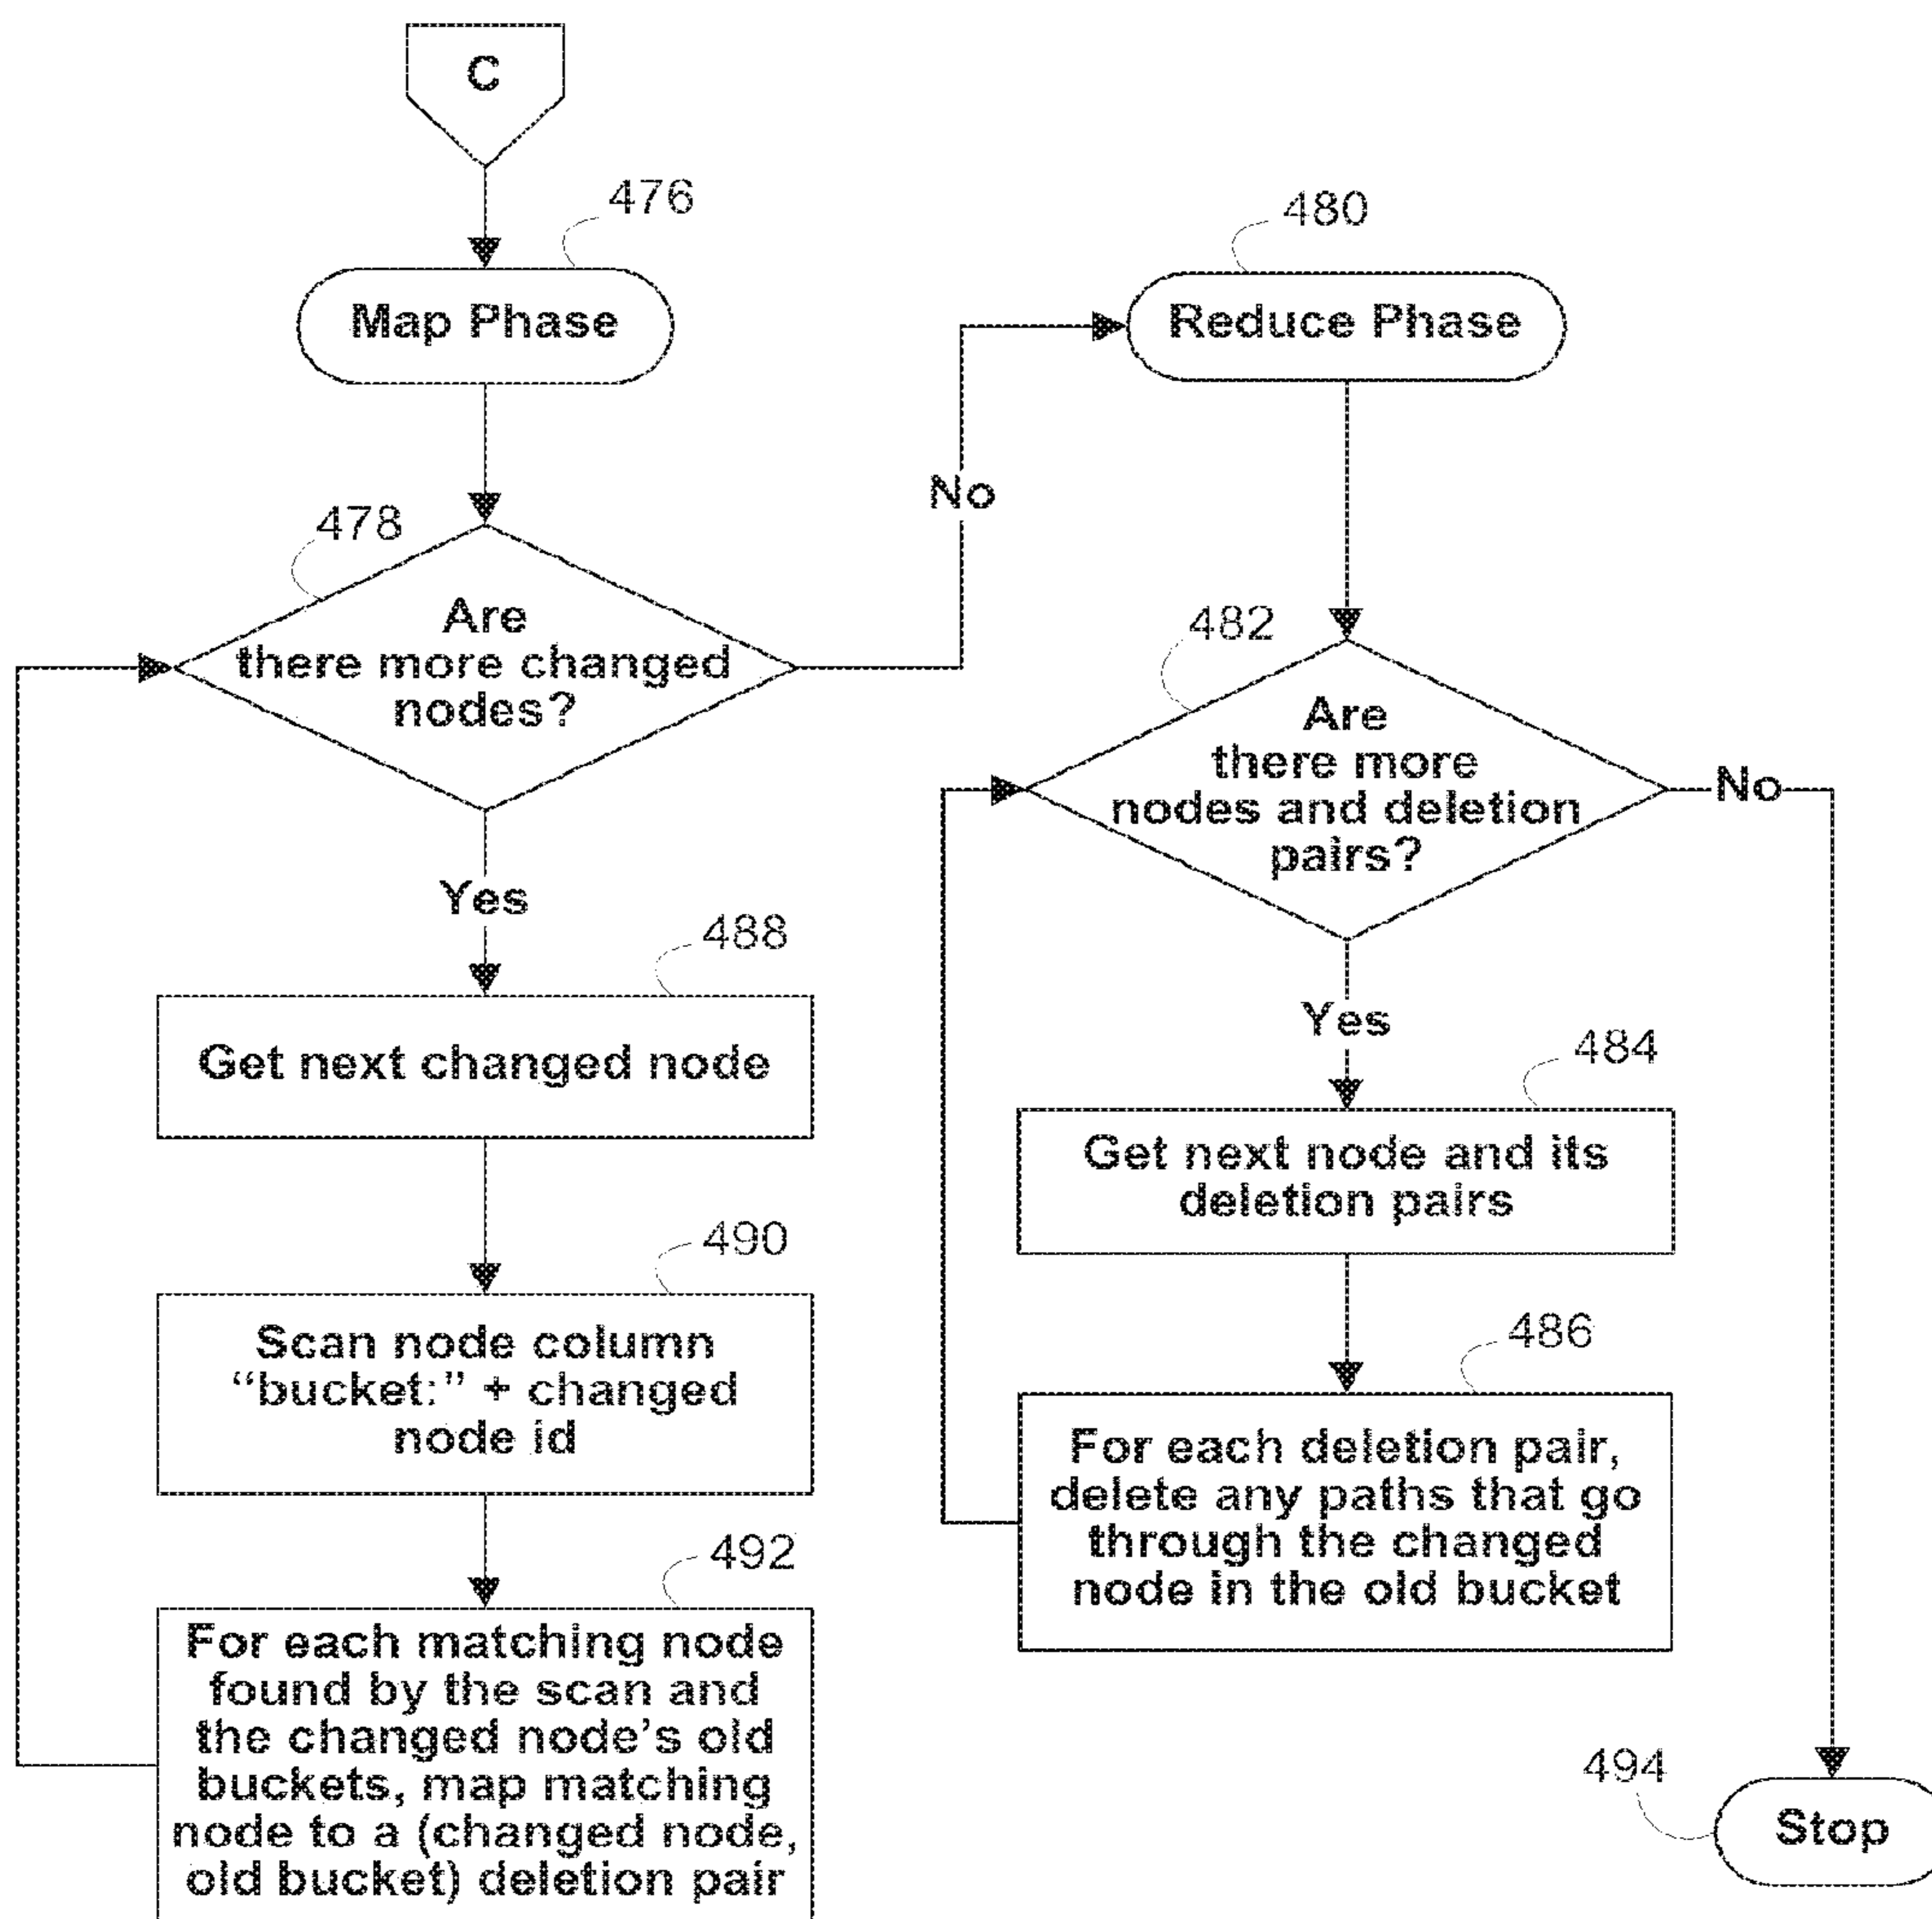 C
476
Map Phase
478
Are
there more changed
nodes?
Yes
488
Get next changed node
490
Scan node column
“bucket:” + changed
node id
492
For each matching node
found by the scan and
the changed node’s old
buckets, map matching
node to a (changed node,
old bucket) deletion pair
No
480
Reduce Phase
482
Are
there more
nodes and deletion
pairs?
No
Yes
484
Get next node and its
deletion pairs
486
For each deletion pair,
delete any paths that go
through the changed
node in the old bucket
494
Stop